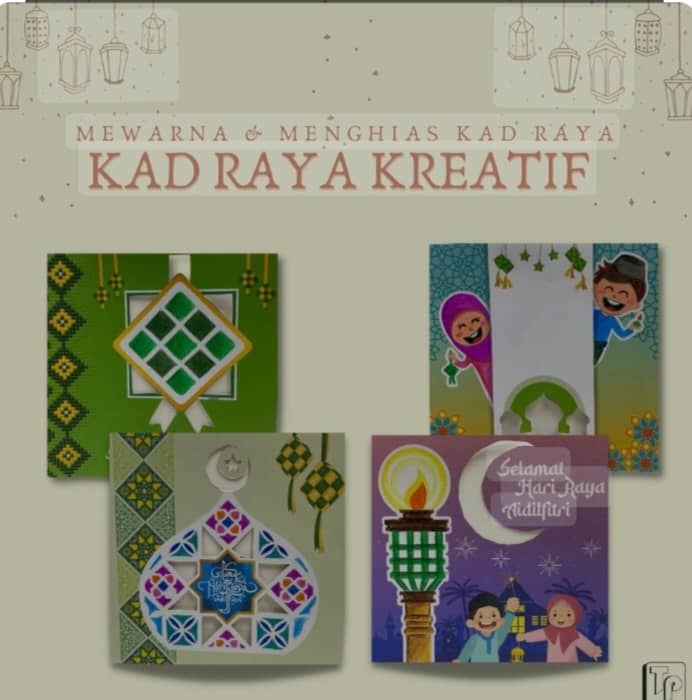 MEWARNA & MENGHIAS KAD RAYA
KAD RAYA KREATIF
Selamat
Hari Raya
Aidilfitri